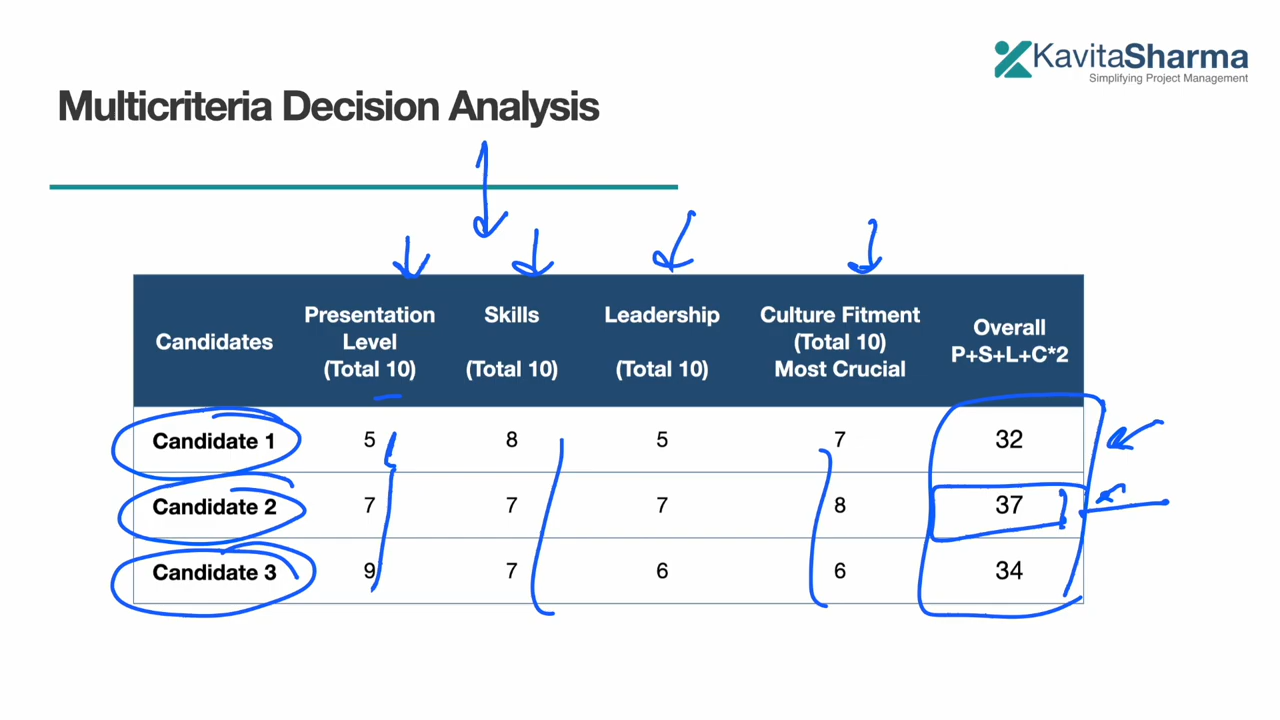 KavitaSharma
Simplifying Project Management
Multicriteria Decision Analysis
Candidates
Presentation
Level
(Total 10)
Skills
(Total 10)
Leadership
(Total 10)
Culture Fitment
(Total 10)
Most Crucial
Overall
P+S+L+C*2
Candidate 1 5 8 5 7 32
Candidate 2 7 7 7 8 37
Candidate 3 9 7 6 6 34